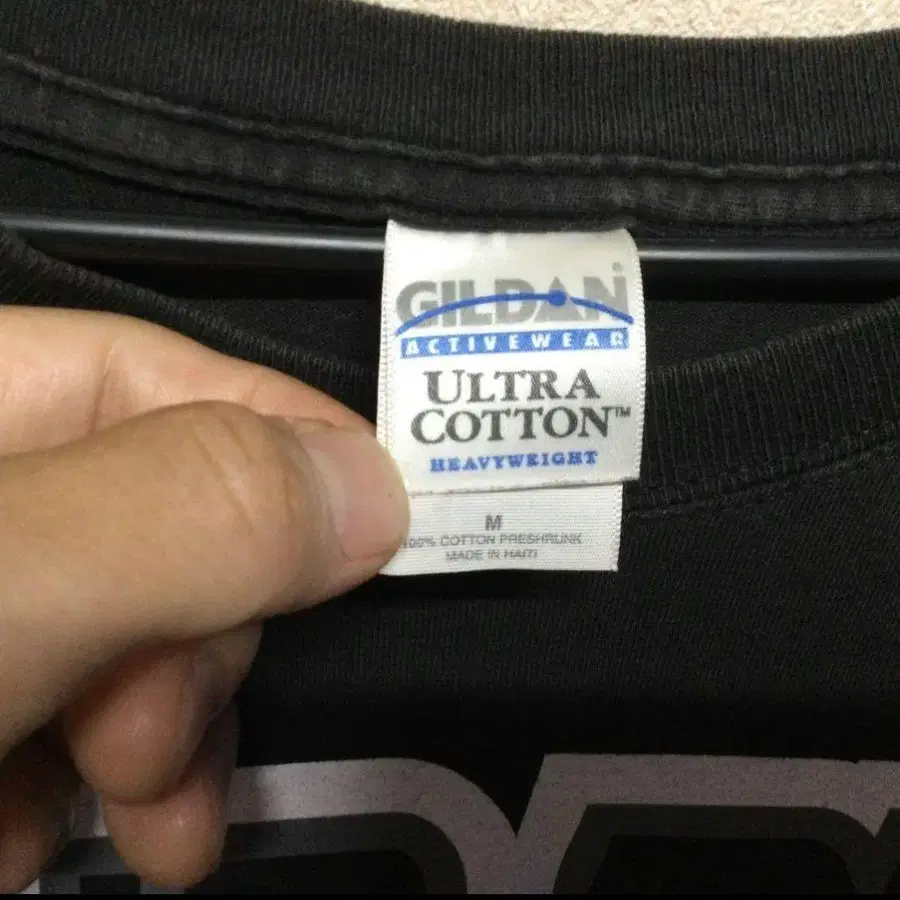 GILDAN
ACTIVEWEAR
ULTRA
COTTON™
HEAVYWEIGHT
M
100% COTTON PRESHRUNK
MADE IN HAITI